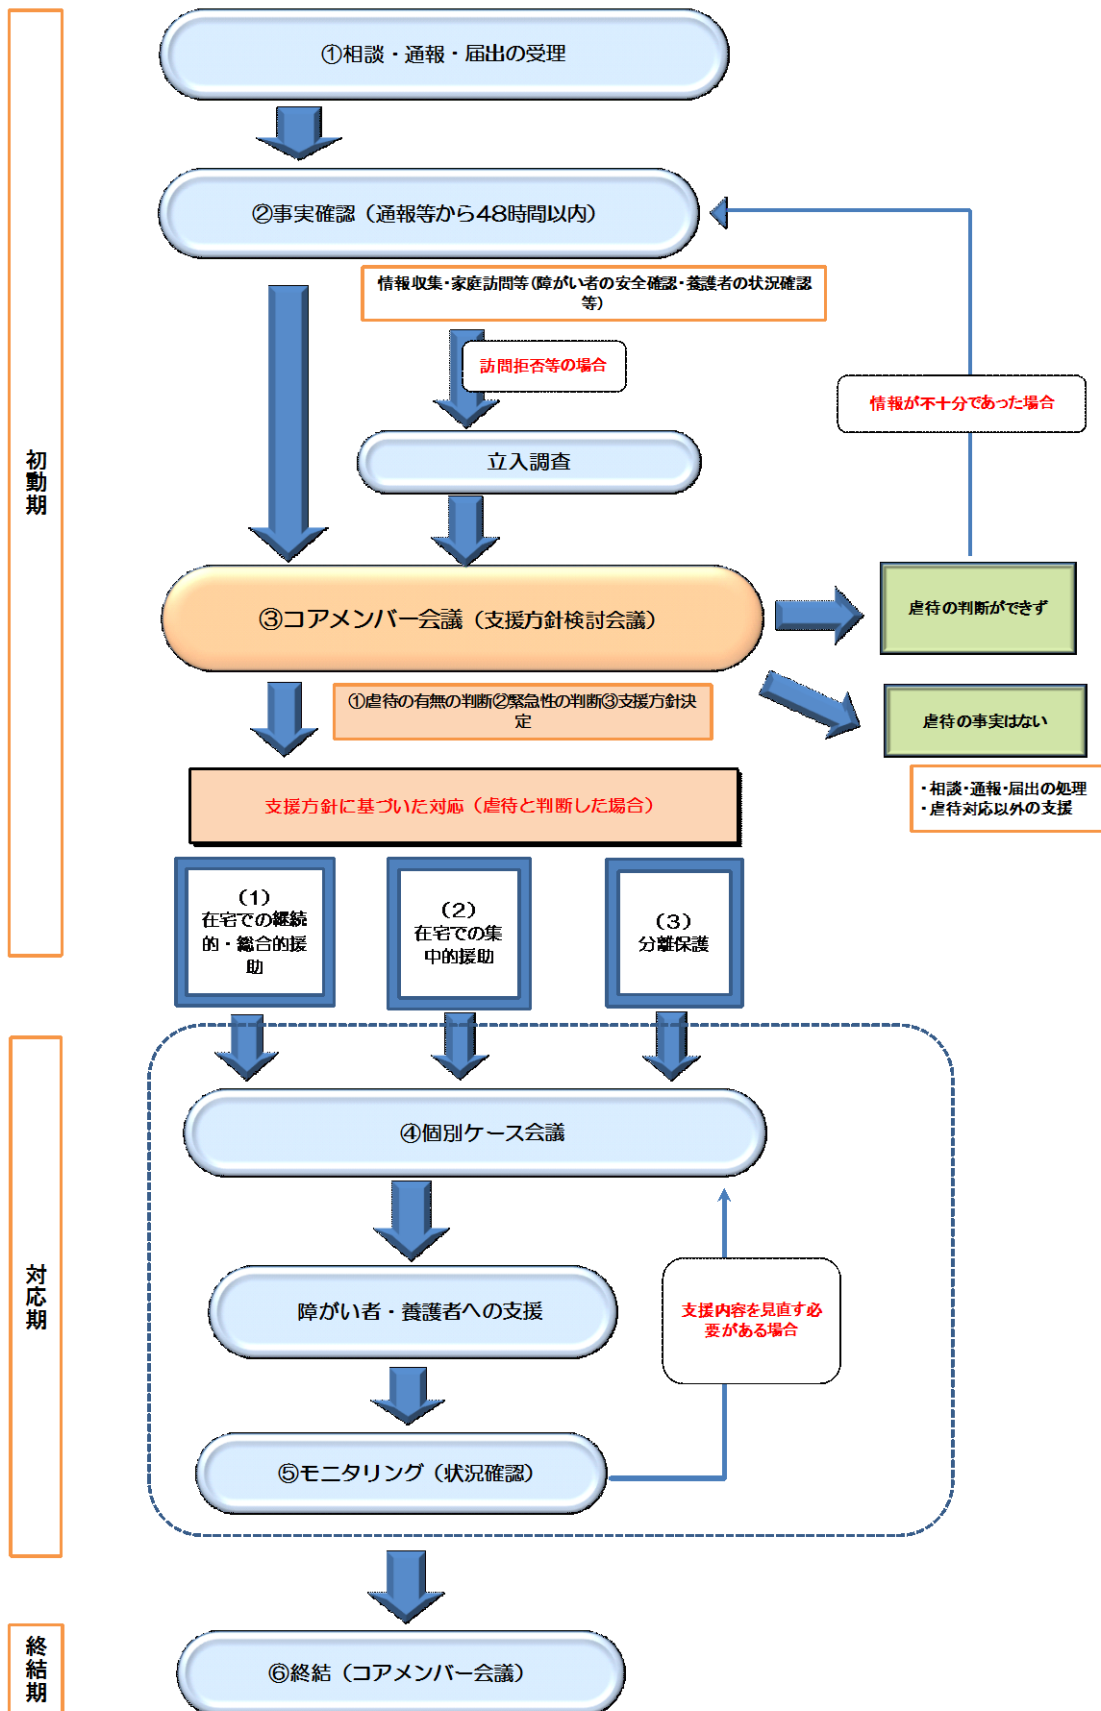 初動期
①相談・通報・届出の受理
②事実確認（通報等から48時間以内）
情報収集・家庭訪問等（障がい者の安全確認・養護者の状況確認
等）
訪問拒否等の場合
情報が不十分であった場合
立入調査
③コアメンバー会議（支援方針検討会議）
虐待の判断ができず
①虐待の有無の判断②緊急性の判断③支援方針決
定
虐待の事実はない
・相談・通報・届出の処理
・虐待対応以外の支援
支援方針に基づいた対応（虐待と判断した場合）
（1）
在宅での継続
的・総合的援
助
（2）
在宅での集
中的援助
（3）
分離保護
対応期
④個別ケース会議
障がい者・養護者への支援
支援内容を見直す必
要がある場合
⑤モニタリング（状況確認）
終結期
⑥終結（コアメンバー会議）